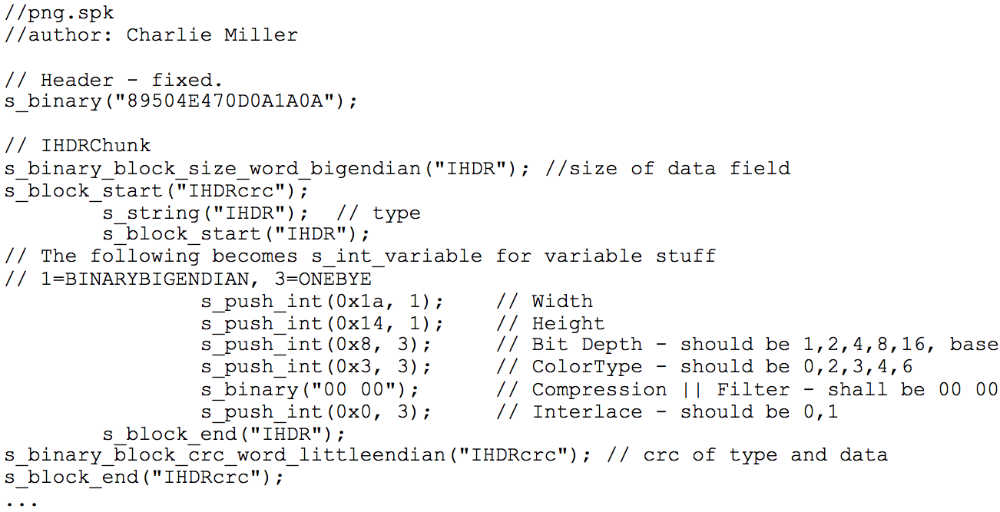 //png.spk
//author: Charlie Miller

// Header - fixed.
s_binary("89504E470D0A1A0A");

// IHDRChunk
s_binary_block_size_word_bigendian("IHDR"); //size of data field
s_block_start("IHDRcrc");
        s_string("IHDR");  // type
        s_block_start("IHDR");
// The following becomes s_int_variable for variable stuff
// 1=BINARYBIGENDIAN, 3=ONEBYE
                s_push_int(0x1a, 1);    // Width
                s_push_int(0x14, 1);    // Height
                s_push_int(0x8, 3);     // Bit Depth - should be 1,2,4,8,16, base
                s_push_int(0x3, 3);     // ColorType - should be 0,2,3,4,6
                s_binary("00 00");      // Compression || Filter - shall be 00 00
                s_push_int(0x0, 3);     // Interlace - should be 0,1
        s_block_end("IHDR");
s_binary_block_crc_word_littleendian("IHDRcrc"); // crc of type and data
s_block_end("IHDRcrc");
...